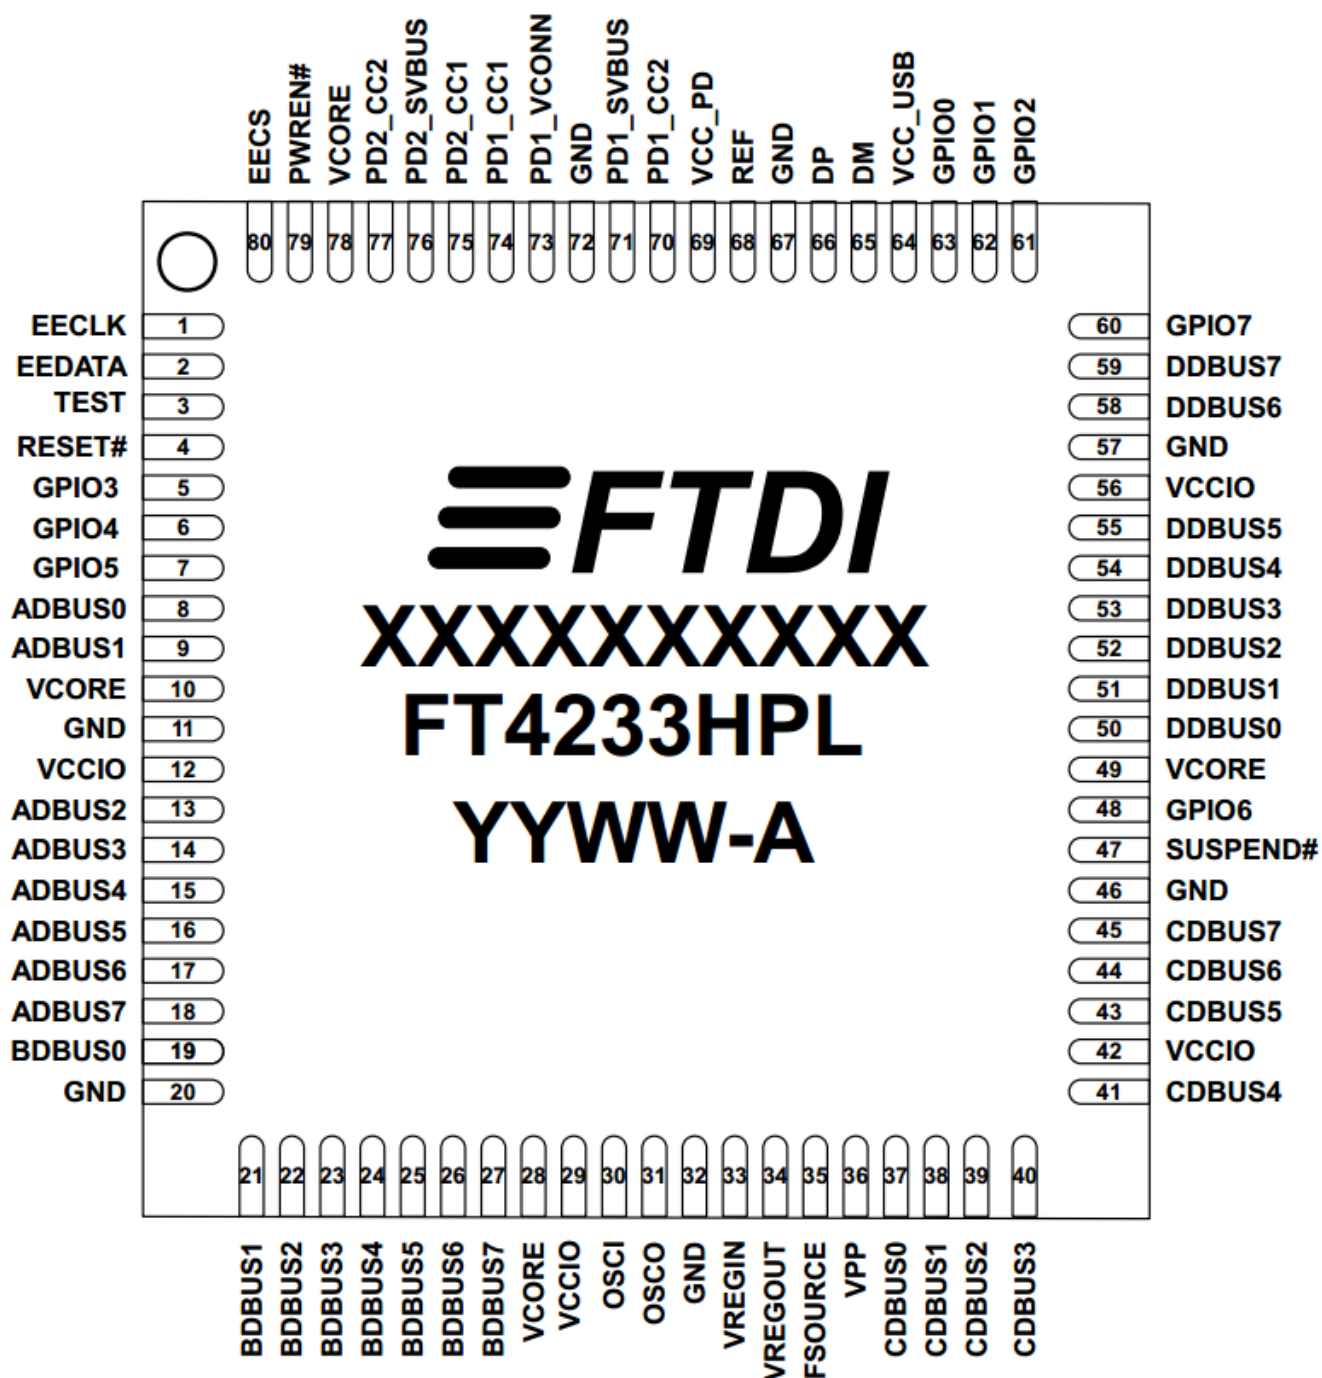 EECS
PWREN#
VCORE
PD2_CC2
PD2_SVBUS
PD2_CC1
PD1_CC1
PD1_VCONN
GND
PD1_SVBUS
PD1_CC2
VCC_PD
REF
GND
DP
DM
VCC_USB
GPIO0
GPIO1
GPIO2
80 79 78 77 76 75 74 73 72 71 70 69 68 67 66 65 64 63 62 61
EECLK 1
EEDATA 2
TEST 3
RESET# 4
GPIO3 5
GPIO4 6
GPIO5 7
ADBUS0 8
ADBUS1 9
VCORE 10
GND 11
VCCIO 12
ADBUS2 13
ADBUS3 14
ADBUS4 15
ADBUS5 16
ADBUS6 17
ADBUS7 18
BDBUS0 19
GND 20
FTDI
XXXXXXXXXX
FT4233HPL
YYWW-A
60 GPIO7
59 DDBUS7
58 DDBUS6
57 GND
56 VCCIO
55 DDBUS5
54 DDBUS4
53 DDBUS3
52 DDBUS2
51 DDBUS1
50 DDBUS0
49 VCORE
48 GPIO6
47 SUSPEND#
46 GND
45 CDBUS7
44 CDBUS6
43 CDBUS5
42 VCCIO
41 CDBUS4
21 22 23 24 25 26 27 28 29 30 31 32 33 34 35 36 37 38 39 40
BDBUS1
BDBUS2
BDBUS3
BDBUS4
BDBUS5
BDBUS6
BDBUS7
VCORE
VCCIO
OSCI
OSCO
GND
VREGIN
VREGOUT
FSOURCE
VPP
CDBUS0
CDBUS1
CDBUS2
CDBUS3